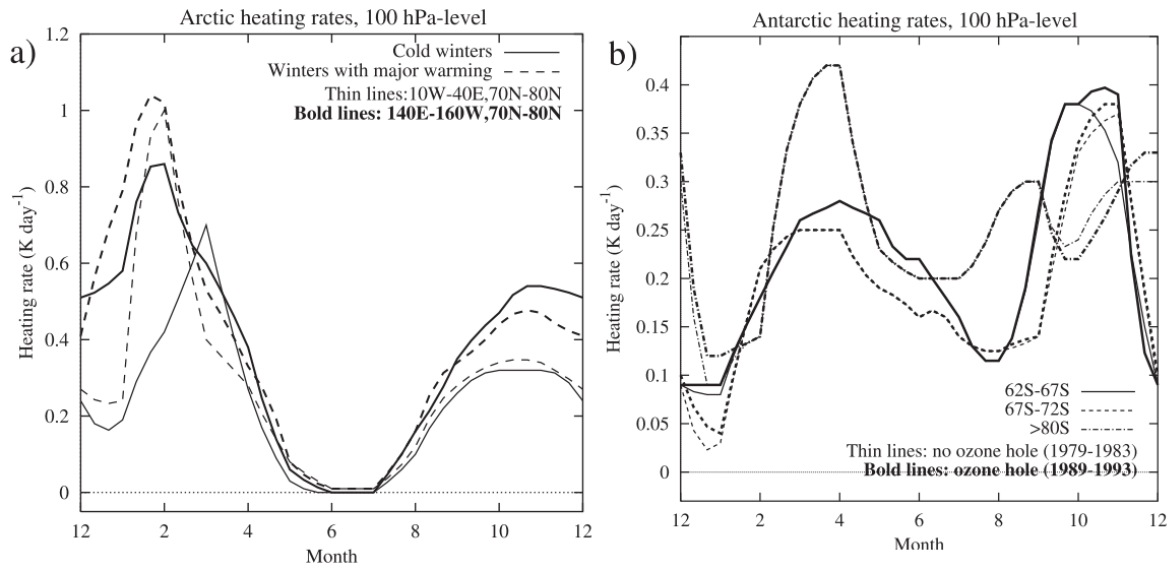 Arctic heating rates, 100 hPa-level
a)
1.2
1
0.8
0.6
0.4
0.2
0
Heating rate (K day-1)
Cold winters
Winters with major warming
Thin lines:10W-40E,70N-80N
Bold lines: 140E-160W,70N-80N
12 2 4 6 8 10 12
Month
Antarctic heating rates, 100 hPa-level
b)
0.4
0.35
0.3
0.25
0.2
0.15
0.1
0.05
0
Heating rate (K day-1)
62S-67S
67S-72S
>80S
Thin lines: no ozone hole (1979-1983)
Bold lines: ozone hole (1989-1993)
12 2 4 6 8 10 12
Month